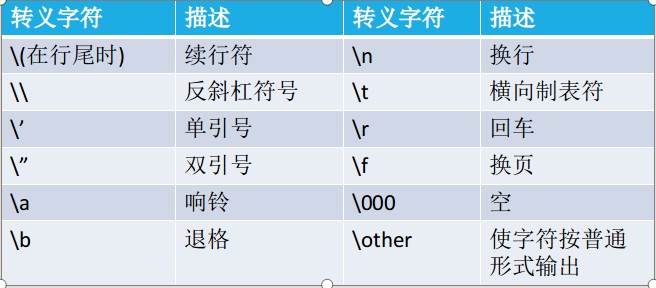 转义字符 描述 转义字符 描述
\(在行尾时) 续行符 \n 换行
\\ 反斜杠符号 \t 横向制表符
\’ 单引号 \r 回车
\” 双引号 \f 换页
\a 响铃 \000 空
\b 退格 \other 使字符按普通
形式输出